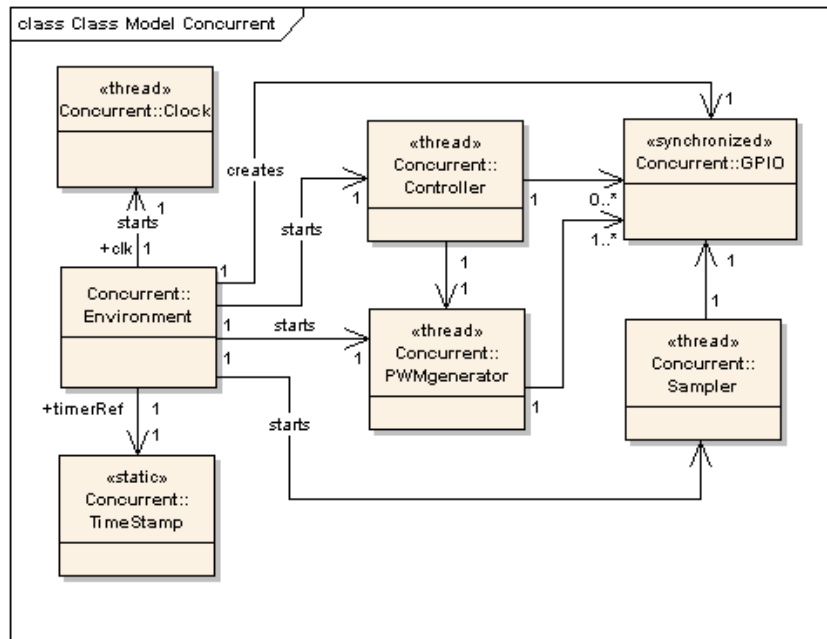 class Class Model Concurrent
«thread»
Concurrent::Clock
«thread»
Concurrent::
Controller
«synchronized»
Concurrent::GPIO
1
creates
1
1
starts
+clk 1
starts
1
1
0..*
1..*
1
Concurrent::
Environment
1
1
1
1
1
starts
1
1
«thread»
Concurrent::
PWMgenerator
1
«thread»
Concurrent::
Sampler
+timerRef 1
1
starts
«static»
Concurrent::
TimeStamp